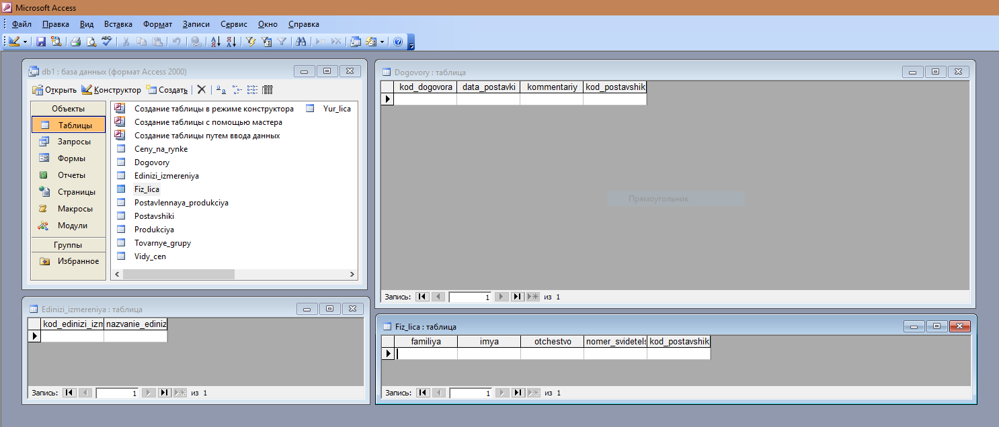 Microsoft Access
Файл Правка Вид Вставка Формат Записи Сервис Окно Справка
db1 : база данных (формат Access 2000)
Открыть Конструктор Создать
Объекты
Таблицы
Запросы
Формы
Отчеты
Страницы
Макросы
Модули
Группы
Избранное
Создание таблицы в режиме конструктора
Создание таблицы с помощью мастера
Создание таблицы путем ввода данных
Ceny_na_rynke
Dogovory
Edinizi_izmereniya
Fiz_lica
Postavlennaya_produkciya
Postavshiki
Produkciya
Tovarnye_grupy
Vidy_cen
Yur_lica
Dogovory : таблица
kod_dogovora data_postavki kommentariy kod_postavshik
Прямоугольник
Запись: 1 из 1
Edinizi_izmereniya : таблица
kod_edinizi_izm nazvanie_ediniz
Запись: 1 из 1
Fiz_lica : таблица
familiya imya otchestvo nomer_svidetels kod_postavshik
Запись: 1 из 1